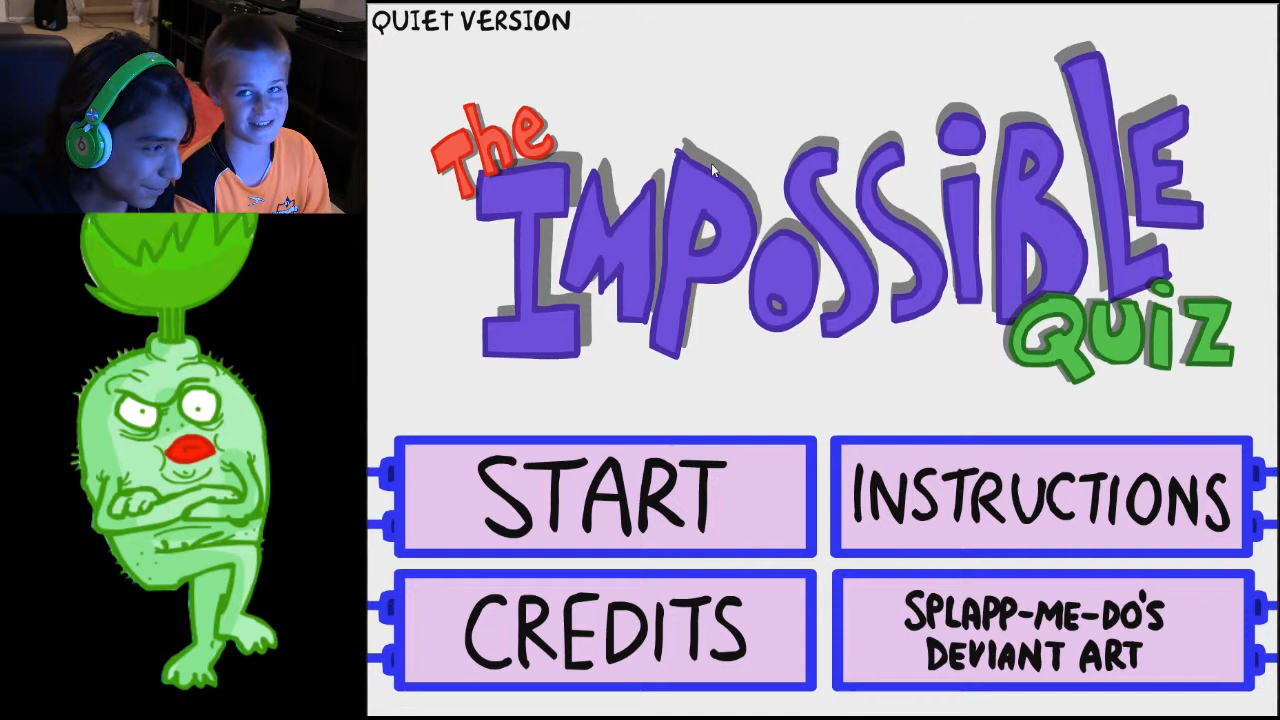 QUIET VERSION
The
IMPOSSIBLE
QUIZ
START
INSTRUCTIONS
CREDITS
SPLAPP-ME-DO'S
DEVIANT ART